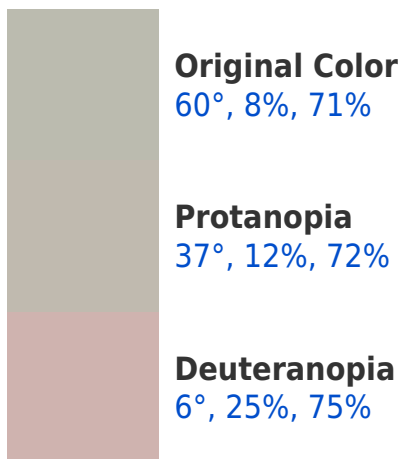 Original Color
60°, 8%, 71%
Protanopia
37°, 12%, 72%
Deuteranopia
6°, 25%, 75%